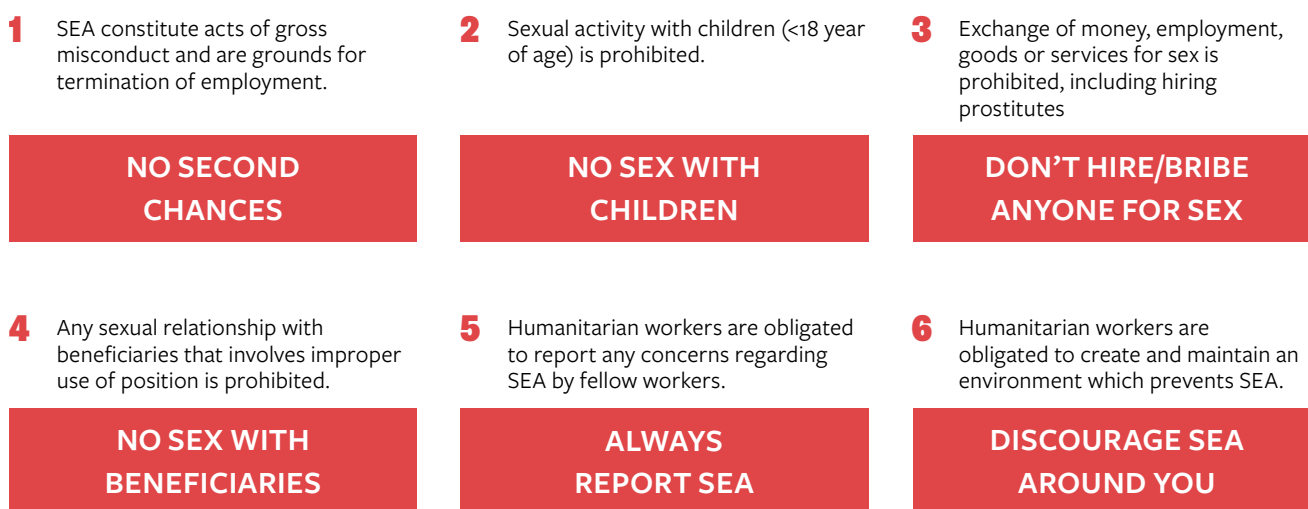 1
SEA constitute acts of gross
misconduct and are grounds for
termination of employment.
NO SECOND
CHANCES
2
Sexual activity with children (<18 year
of age) is prohibited.
NO SEX WITH
CHILDREN
3
Exchange of money, employment,
goods or services for sex is
prohibited, including hiring
prostitutes
DON’T HIRE/BRIBE
ANYONE FOR SEX
4
Any sexual relationship with
beneficiaries that involves improper
use of position is prohibited.
NO SEX WITH
BENEFICIARIES
5
Humanitarian workers are obligated
to report any concerns regarding
SEA by fellow workers.
ALWAYS
REPORT SEA
6
Humanitarian workers are
obligated to create and maintain an
environment which prevents SEA.
DISCOURAGE SEA
AROUND YOU